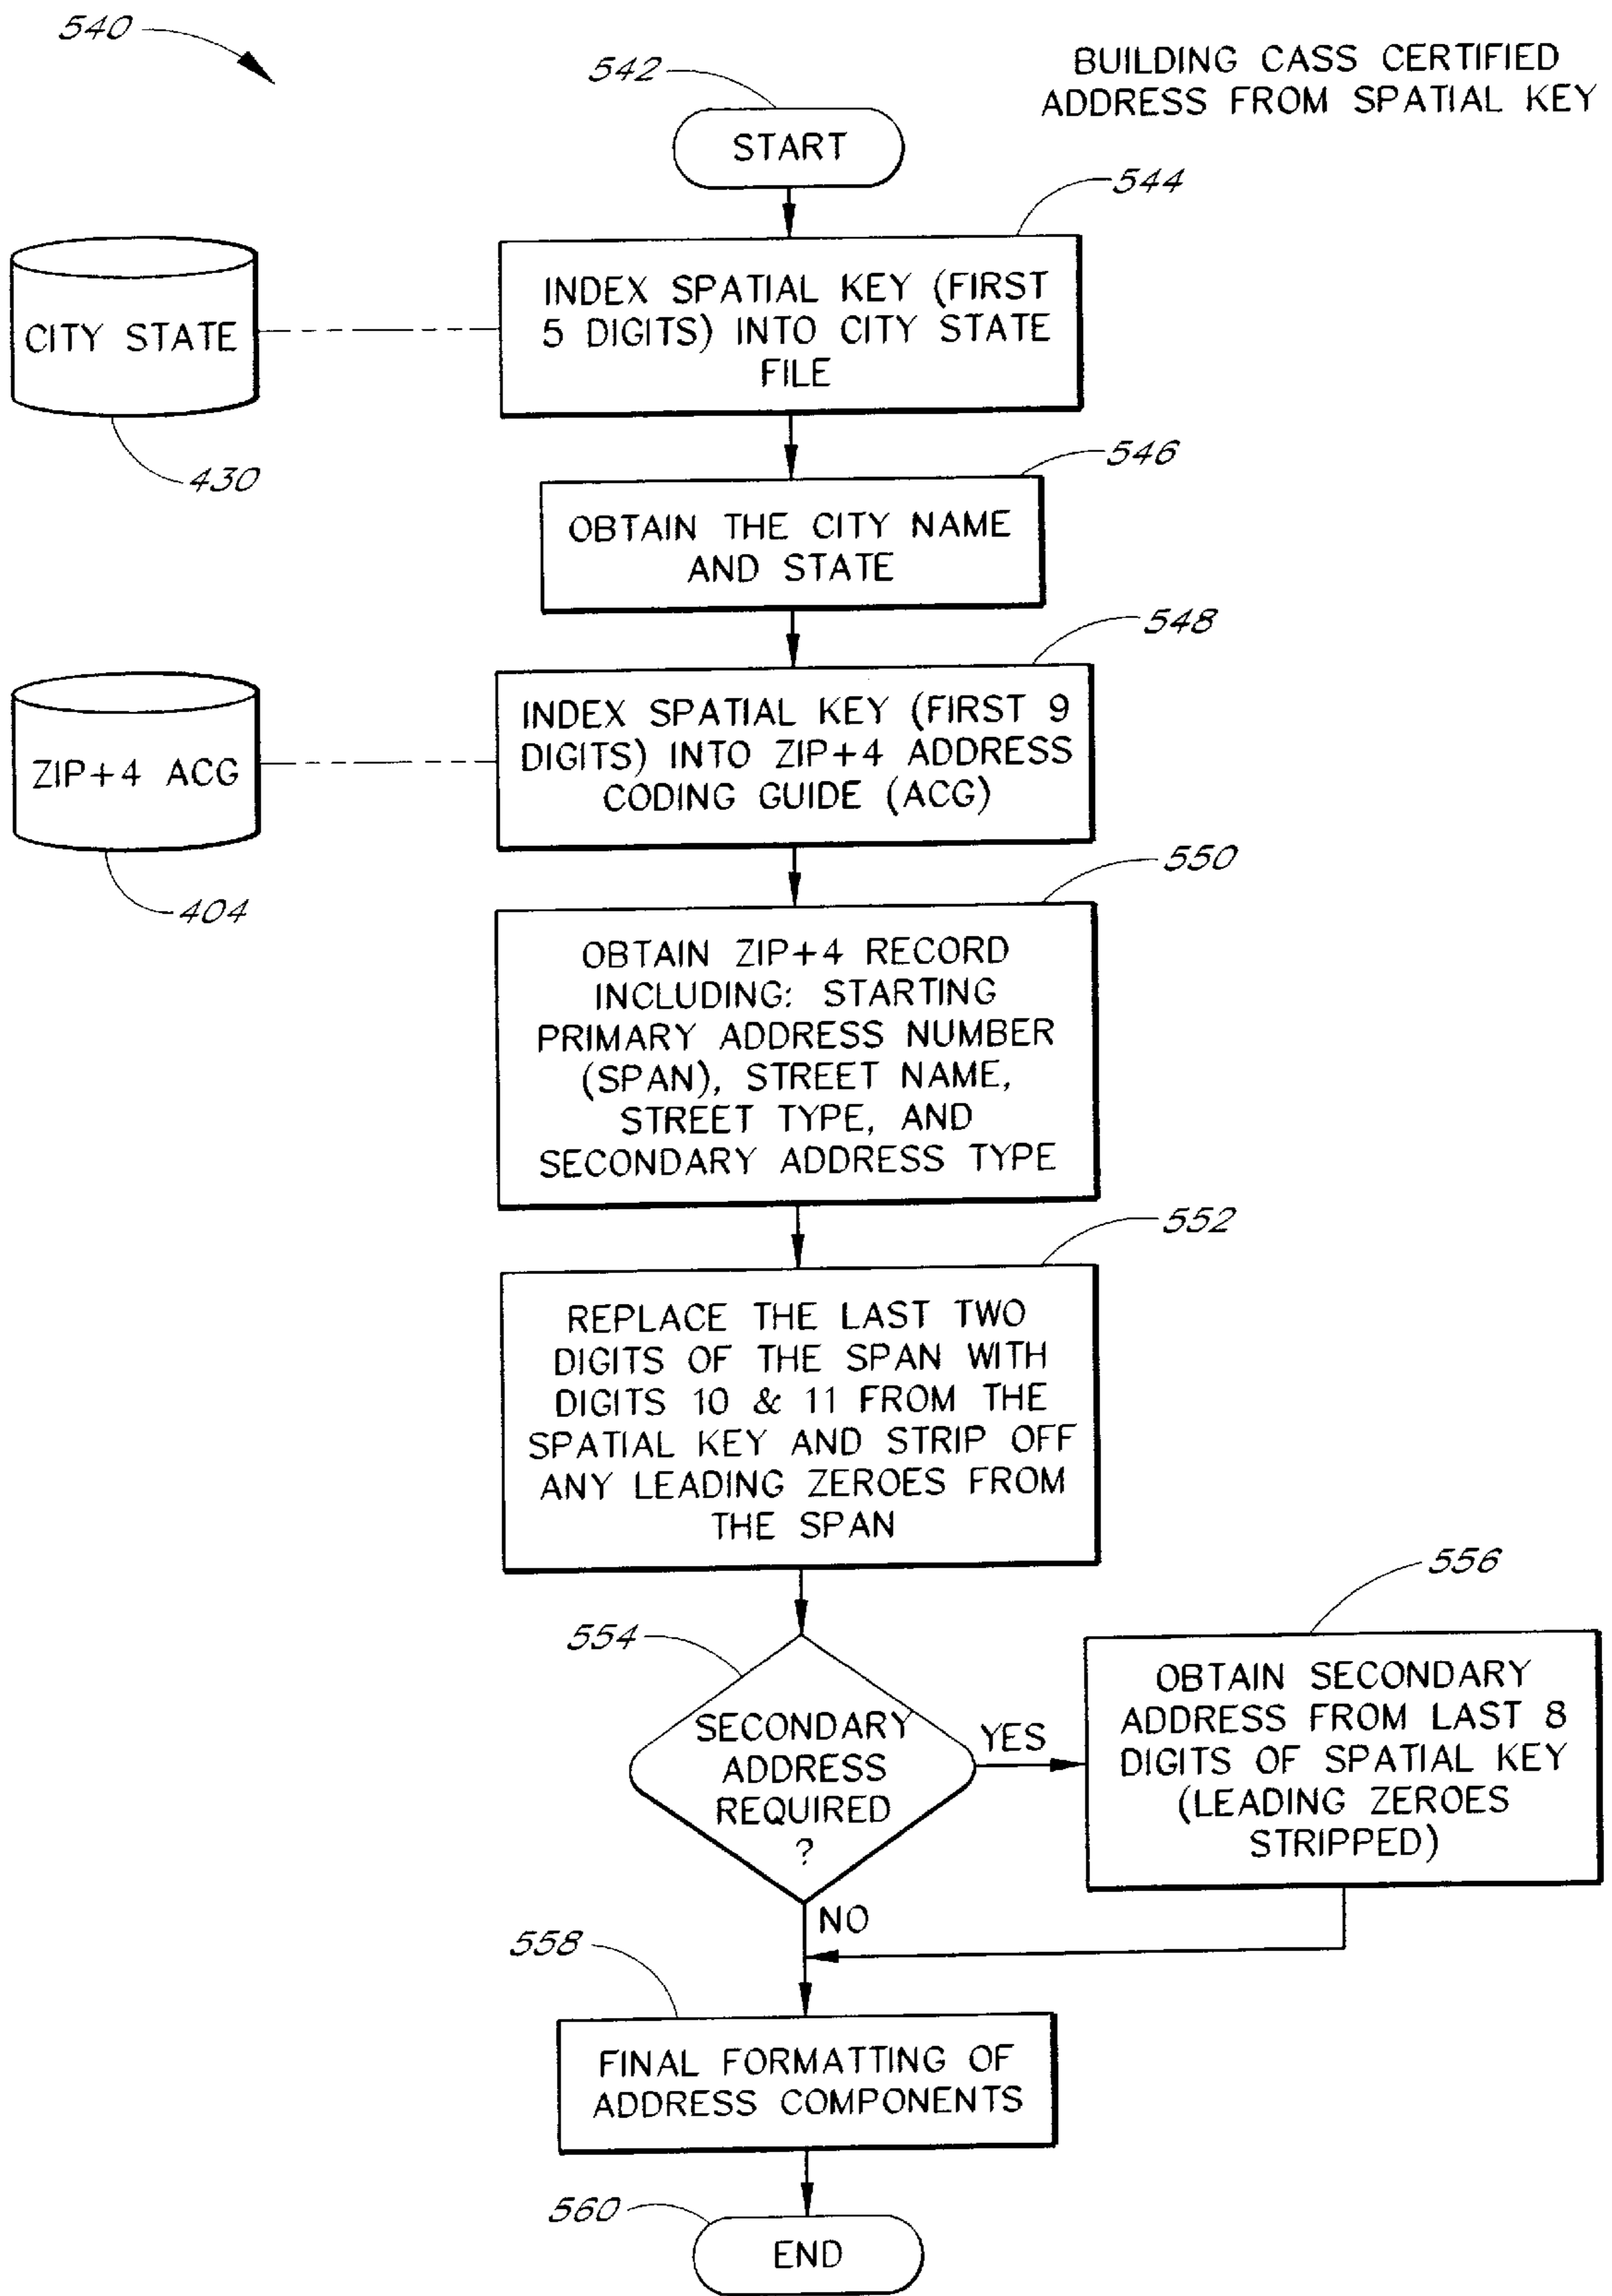 540
BUILDING CASS CERTIFIED
ADDRESS FROM SPATIAL KEY
542
START
544
INDEX SPATIAL KEY (FIRST
5 DIGITS) INTO CITY STATE
FILE
CITY STATE
430
546
OBTAIN THE CITY NAME
AND STATE
548
INDEX SPATIAL KEY (FIRST 9
DIGITS) INTO ZIP+4 ADDRESS
CODING GUIDE (ACG)
ZIP+4 ACG
404
550
OBTAIN ZIP+4 RECORD
INCLUDING: STARTING
PRIMARY ADDRESS NUMBER
(SPAN), STREET NAME,
STREET TYPE, AND
SECONDARY ADDRESS TYPE
552
REPLACE THE LAST TWO
DIGITS OF THE SPAN WITH
DIGITS 10 & 11 FROM THE
SPATIAL KEY AND STRIP OFF
ANY LEADING ZEROES FROM
THE SPAN
554
SECONDARY
ADDRESS
REQUIRED
?
YES
556
OBTAIN SECONDARY
ADDRESS FROM LAST 8
DIGITS OF SPATIAL KEY
(LEADING ZEROES
STRIPPED)
NO
558
FINAL FORMATTING OF
ADDRESS COMPONENTS
560
END